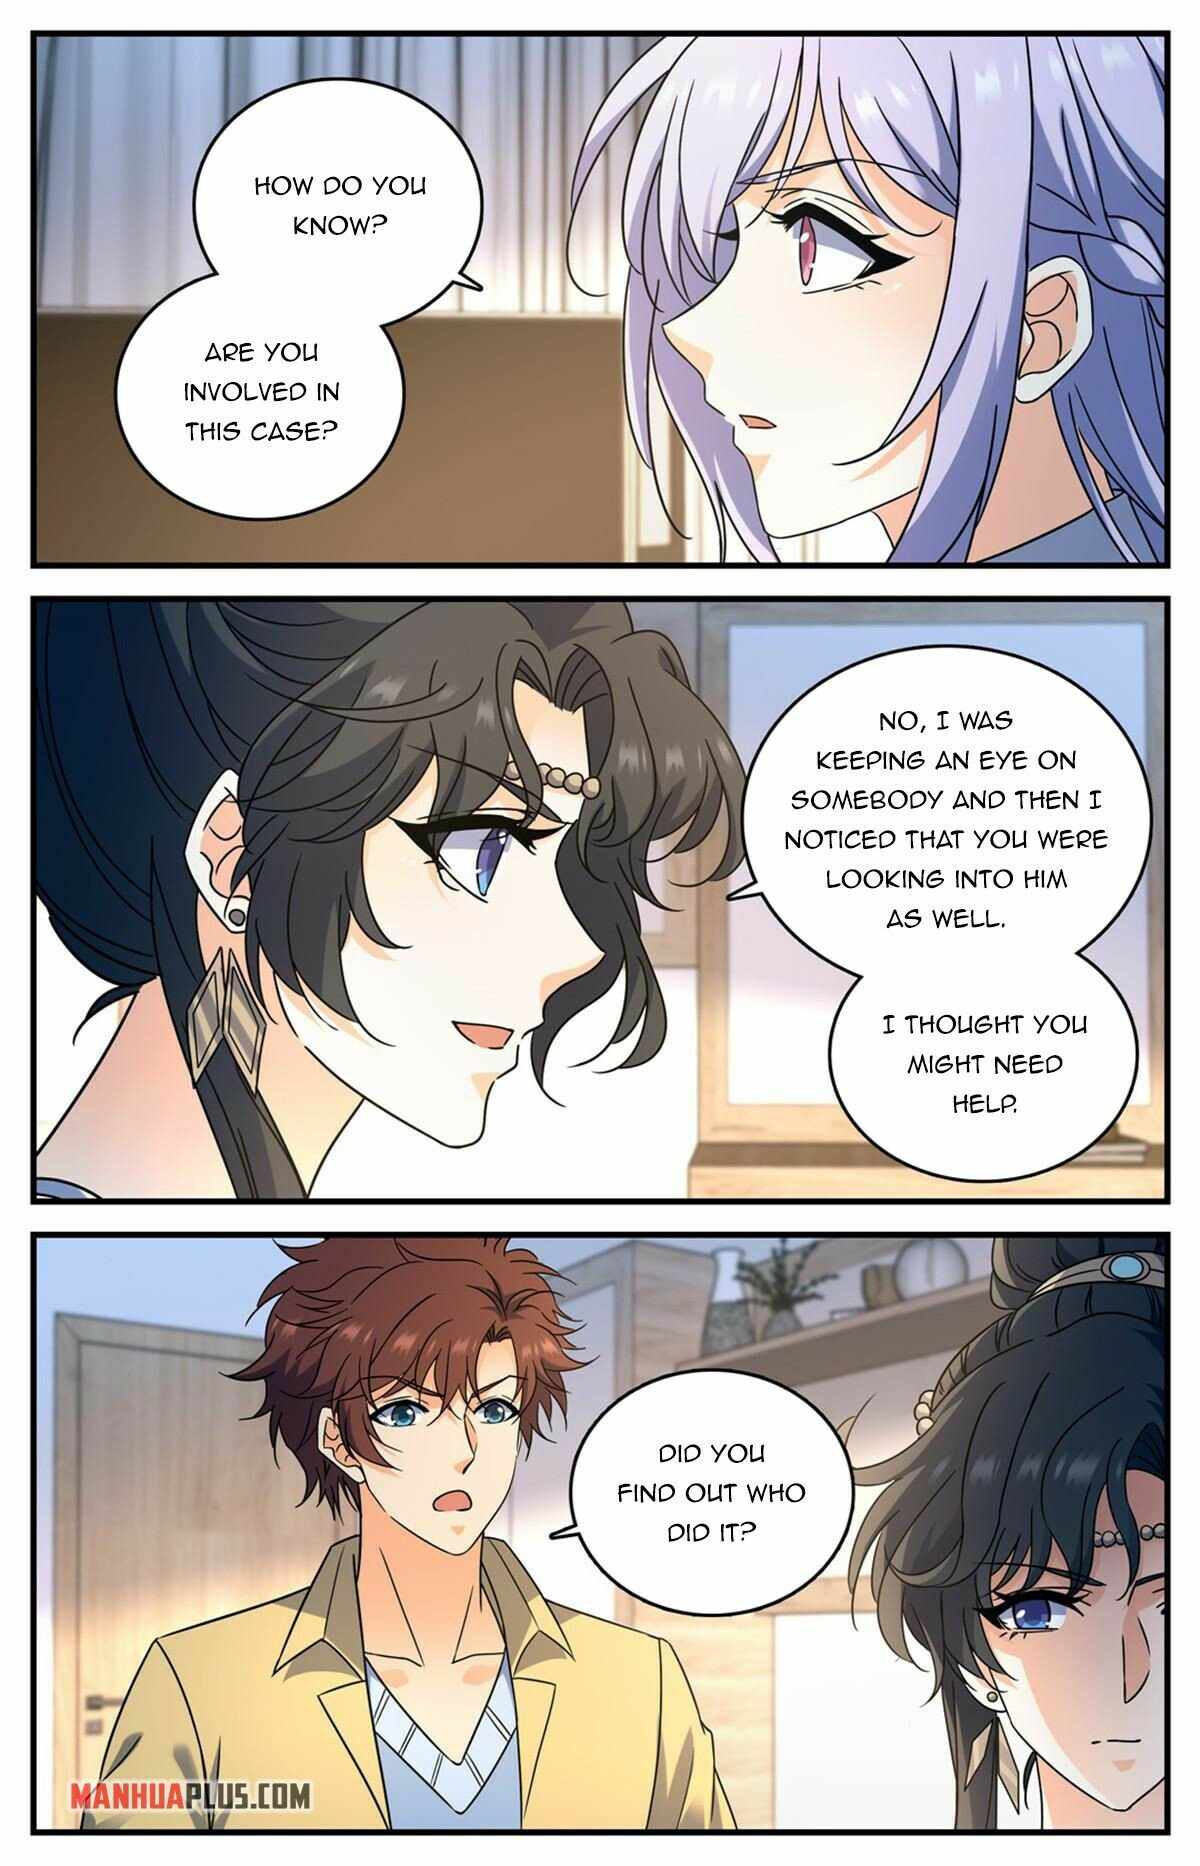 HOW DO YOU
KNOW?
ARE YOU
INVOLVED IN
THIS CASE?
NO, I WAS
KEEPING AN EYE ON
SOMEBODY AND THEN I
NOTICED THAT YOU WERE
LOOKING INTO HIM
AS WELL.
I THOUGHT YOU
MIGHT NEED
HELP.
DID YOU
FIND OUT WHO
DID IT?
MANHUAPLUS.COM